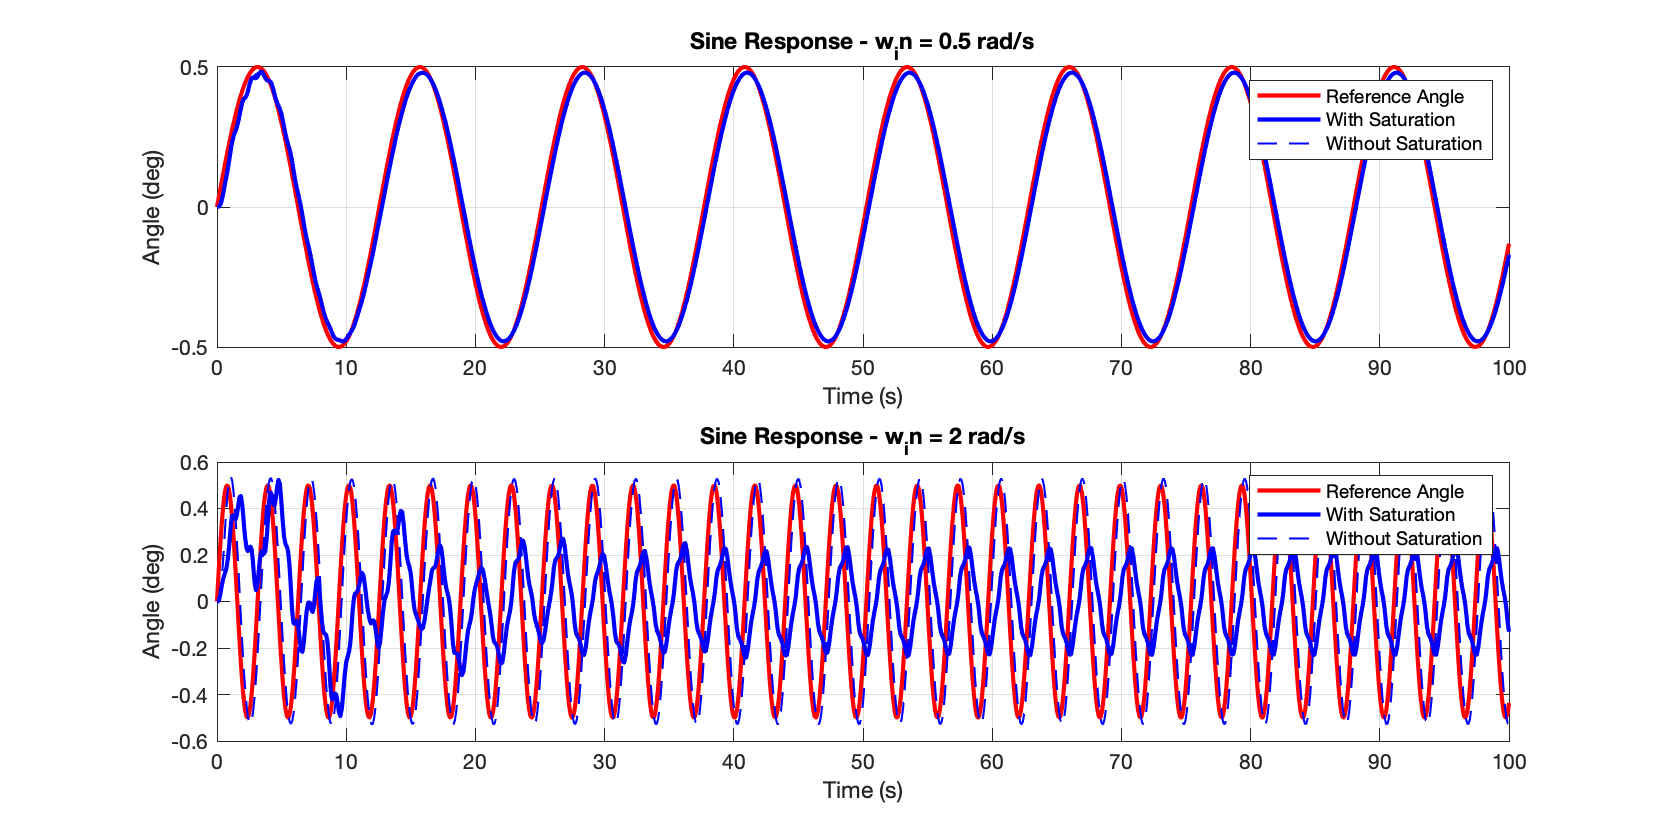 Sine Response - wᵢn = 0.5 rad/s
0.5
0
-0.5
Angle (deg)
Reference Angle
With Saturation
Without Saturation
0 10 20 30 40 50 60 70 80 90 100
Time (s)
Sine Response - wᵢn = 2 rad/s
0.6
0.4
0.2
0
-0.2
-0.4
-0.6
Angle (deg)
Reference Angle
With Saturation
Without Saturation
0 10 20 30 40 50 60 70 80 90 100
Time (s)